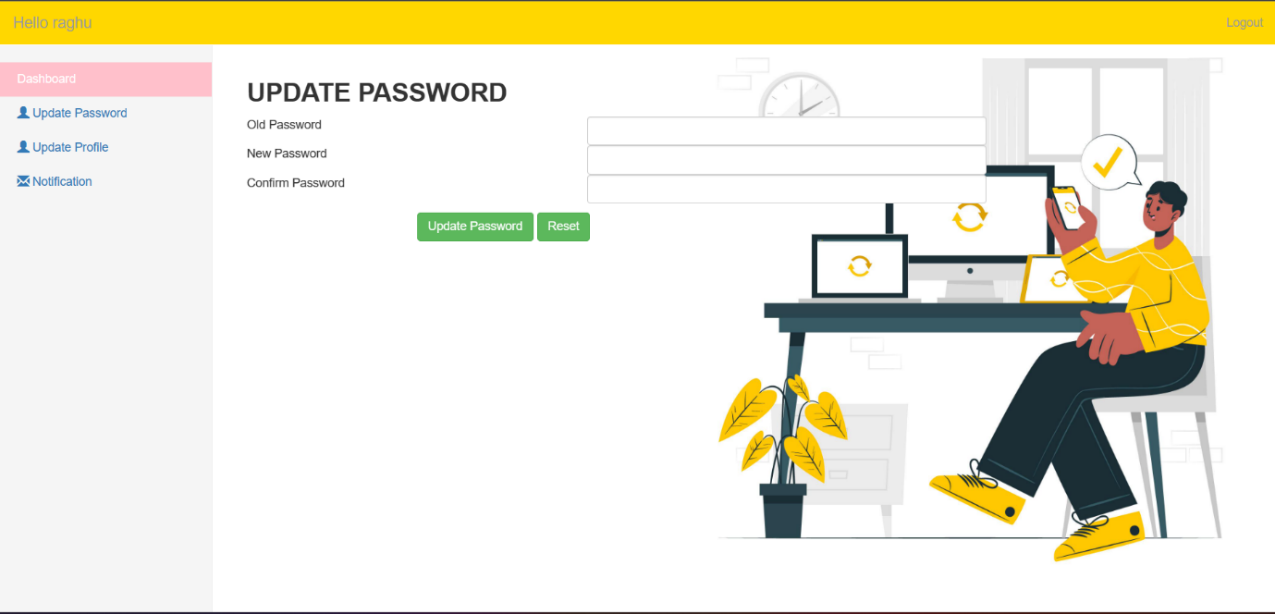 Hello raghu
Logout
Dashboard
Update Password
Update Profile
Notification
UPDATE PASSWORD
Old Password
New Password
Confirm Password
Update Password Reset